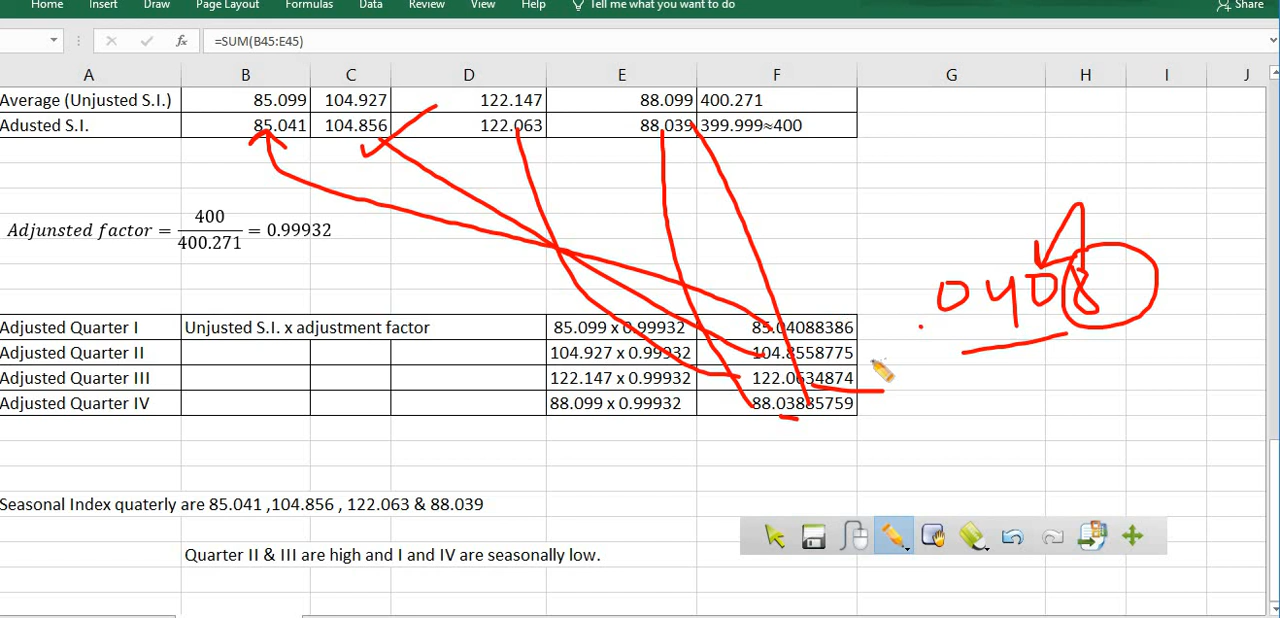 Home Insert Draw Page Layout Formulas Data Review View Help Tell me what you want to do Share
fx =SUM(B45:E45)
A B C D E F G H I J
Average (Unjusted S.I.) 85.099 104.927 122.147 88.099 400.271
Adusted S.I. 85.041 104.856 122.063 88.039 399.999≈400
Adjunsted factor = 400/400.271 = 0.99932
.0408
Adjusted Quarter I Unjusted S.I. x adjustment factor 85.099 x 0.99932 85.04088386
Adjusted Quarter II 104.927 x 0.99932 104.8558775
Adjusted Quarter III 122.147 x 0.99932 122.0634874
Adjusted Quarter IV 88.099 x 0.99932 88.03885759
Seasonal Index quaterly are 85.041 ,104.856 , 122.063 & 88.039
Quarter II & III are high and I and IV are seasonally low.